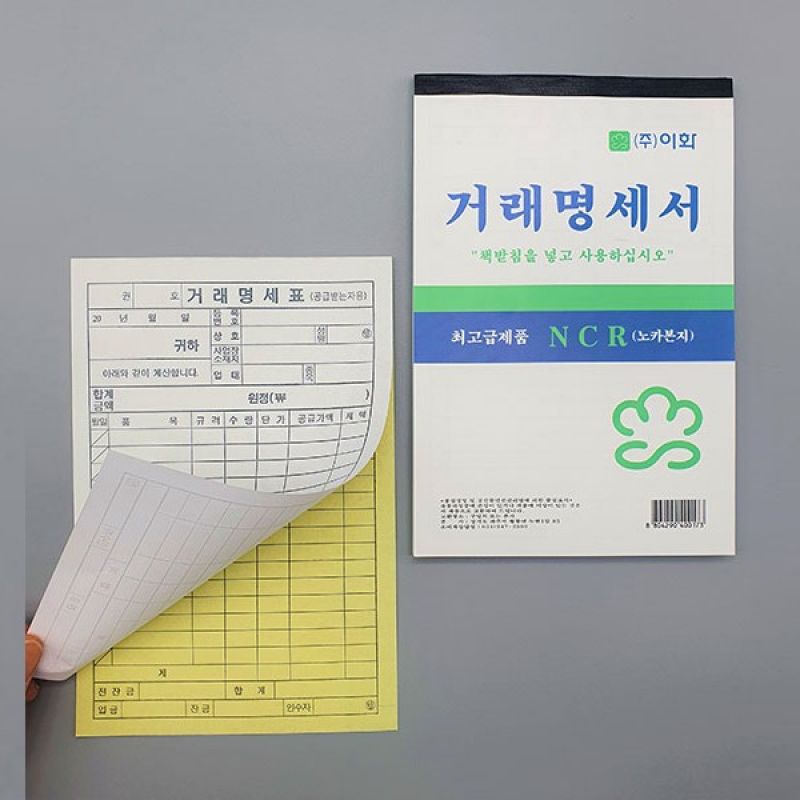 권 호 거래명세표 (공급받는자용)
20 년 월 일
등록번호
귀하
상호
성명
인
사업장소재지
아래와 같이 계산합니다.
업태
종목
합계금액
원정(₩ )
월일 품목 규격 수량 단가 공급가액 세액
계
전잔금 합계
입금 잔금 인수자 인
(주)이화
거래명세서
"책받침을 넣고 사용하십시오"
최고급제품 NCR (노카본지)
8 804290 400173